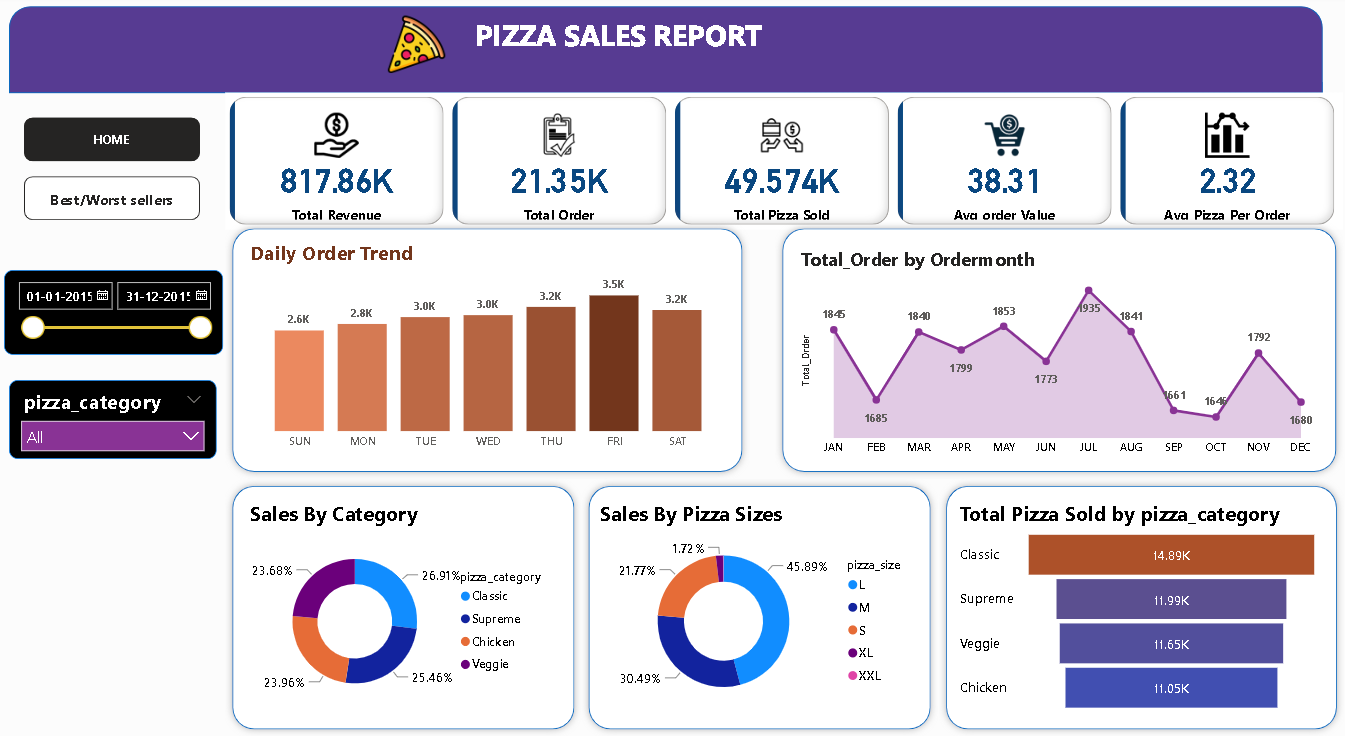 PIZZA SALES REPORT
HOME
Best/Worst sellers
817.86K
Total Revenue
21.35K
Total Order
49.574K
Total Pizza Sold
38.31
Avg order Value
2.32
Avg Pizza Per Order
01-01-2015
31-12-2015
pizza_category
All
Daily Order Trend
2.6K
2.8K
3.0K
3.0K
3.2K
3.5K
3.2K
SUN
MON
TUE
WED
THU
FRI
SAT
Total_Order by Ordermonth
Total_Order
1845
1685
1840
1799
1853
1773
1935
1841
1661
1646
1792
1680
JAN
FEB
MAR
APR
MAY
JUN
JUL
AUG
SEP
OCT
NOV
DEC
Sales By Category
23.68%
26.91%
23.96%
25.46%
pizza_category
Classic
Supreme
Chicken
Veggie
Sales By Pizza Sizes
1.72%
21.77%
45.89%
30.49%
pizza_size
L
M
S
XL
XXL
Total Pizza Sold by pizza_category
Classic
14.89K
Supreme
11.99K
Veggie
11.65K
Chicken
11.05K